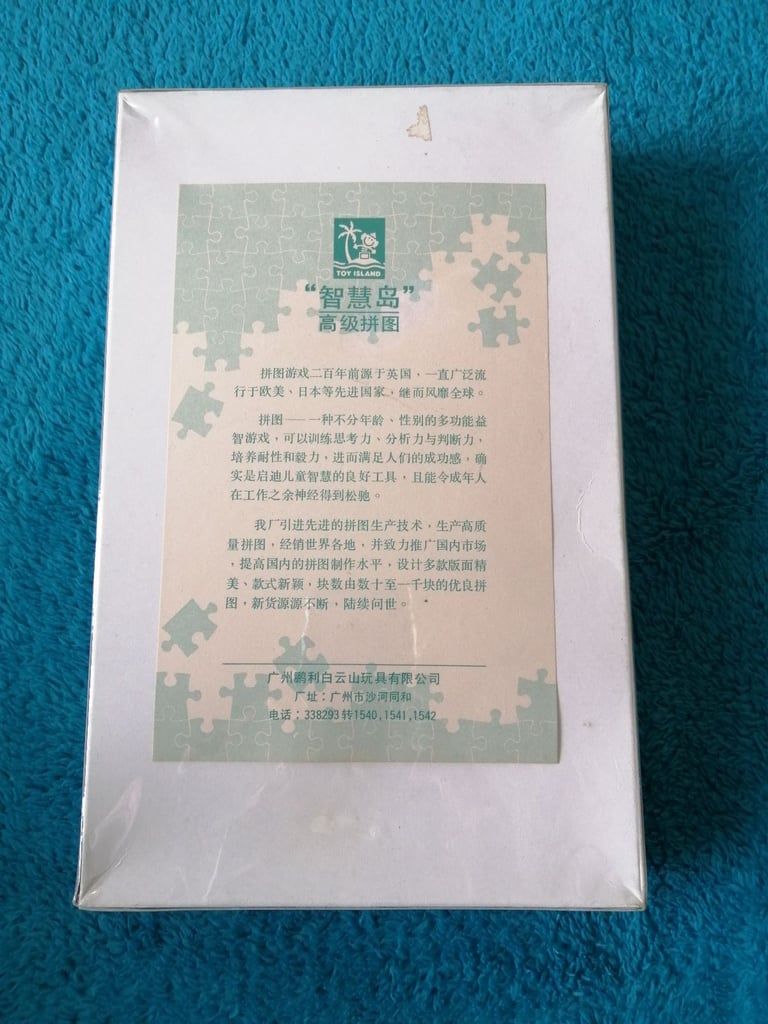 TOY ISLAND
“智慧岛”
高级拼图
拼图游戏二百年前源于英国，一直广泛流
行于欧美、日本等先进国家，继而风靡全球。
拼图——一种不分年龄、性别的多功能益
智游戏，可以训练思考力、分析力与判断力，
培养耐性和毅力，进而满足人们的成功感，确
实是启迪儿童智慧的良好工具，且能令成年人
在工作之余神经得到松驰。
我厂引进先进的拼图生产技术，生产高质
量拼图，经销世界各地，并致力推广国内市场
，提高国内的拼图制作水平，设计多款版面精
美、款式新颖，块数由数十至一千块的优良拼
图，新货源源不断，陆续问世。
广州鹏利白云山玩具有限公司
厂址：广州市沙河同和
电话：338293转1540,1541,1542